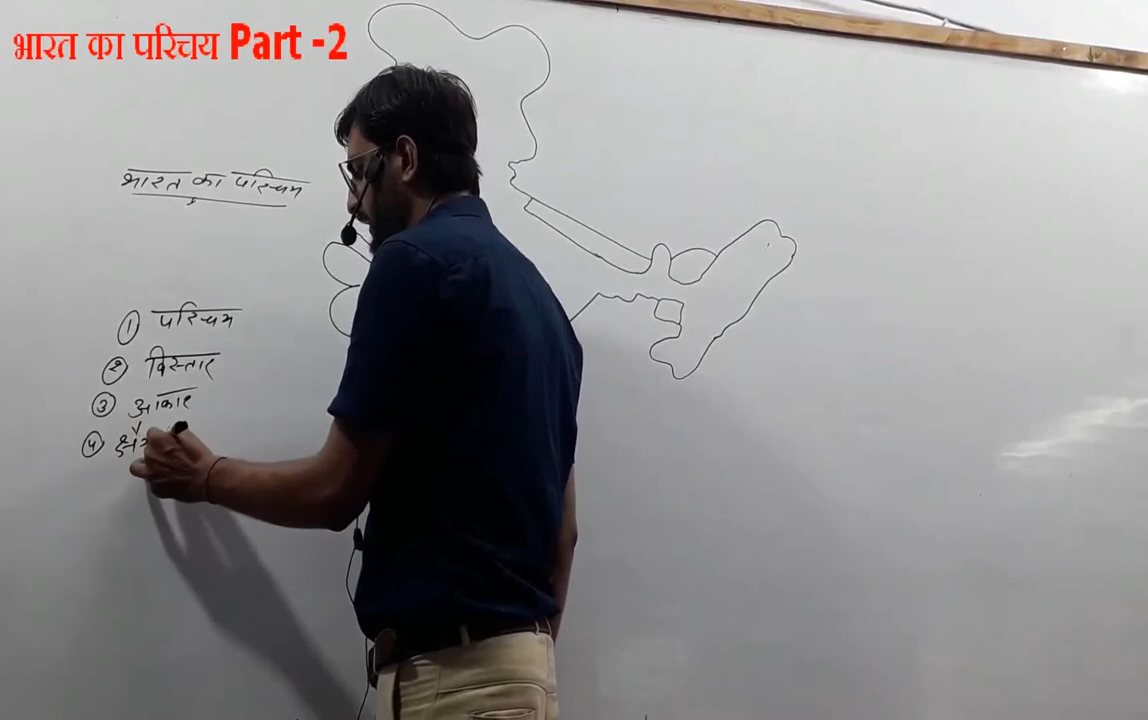 भारत का परिचय Part -2
भारत का परिचय
① परिचय
② विस्तार
③ आकार
④